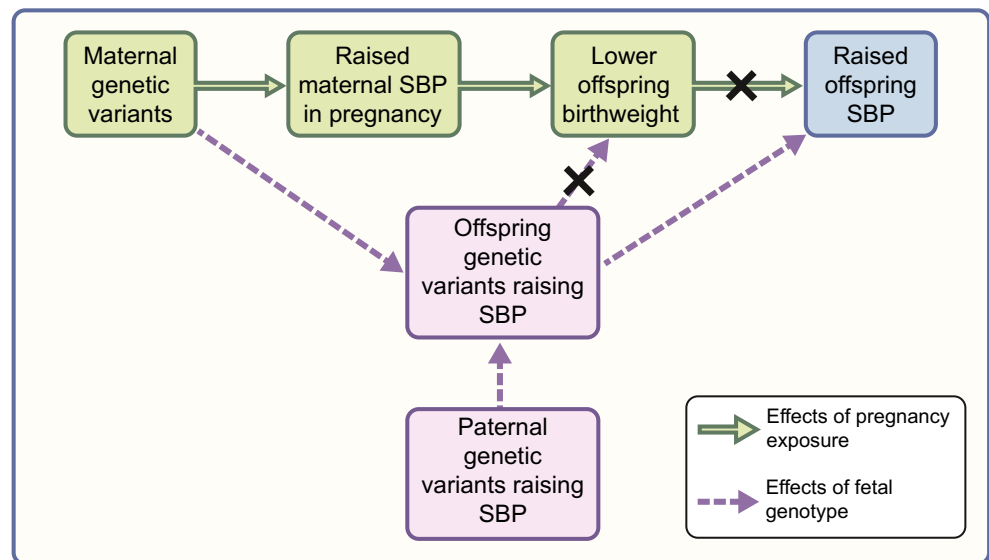 Maternal
genetic
variants
Raised
maternal SBP
in pregnancy
Lower
offspring
birthweight
Raised
offspring
SBP
Offspring
genetic
variants raising
SBP
Paternal
genetic
variants raising
SBP
Effects of pregnancy
exposure
Effects of fetal
genotype